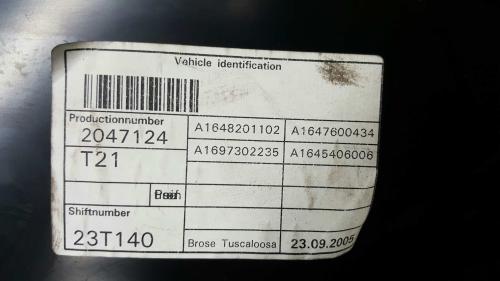 Vehicle identification
Productionnumber
2047124
A1648201102 A1647600434
T21
A1697302235 A1645406006
Shiftnumber
23T140
Brose Tuscaloosa 23.09.2005